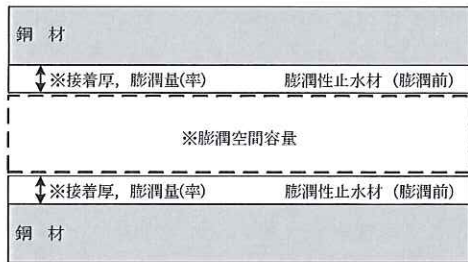 鋼　材
※接着厚，膨潤量(率)　膨潤性止水材（膨潤前）
※膨潤空間容量
※接着厚，膨潤量(率)　膨潤性止水材（膨潤前）
鋼　材